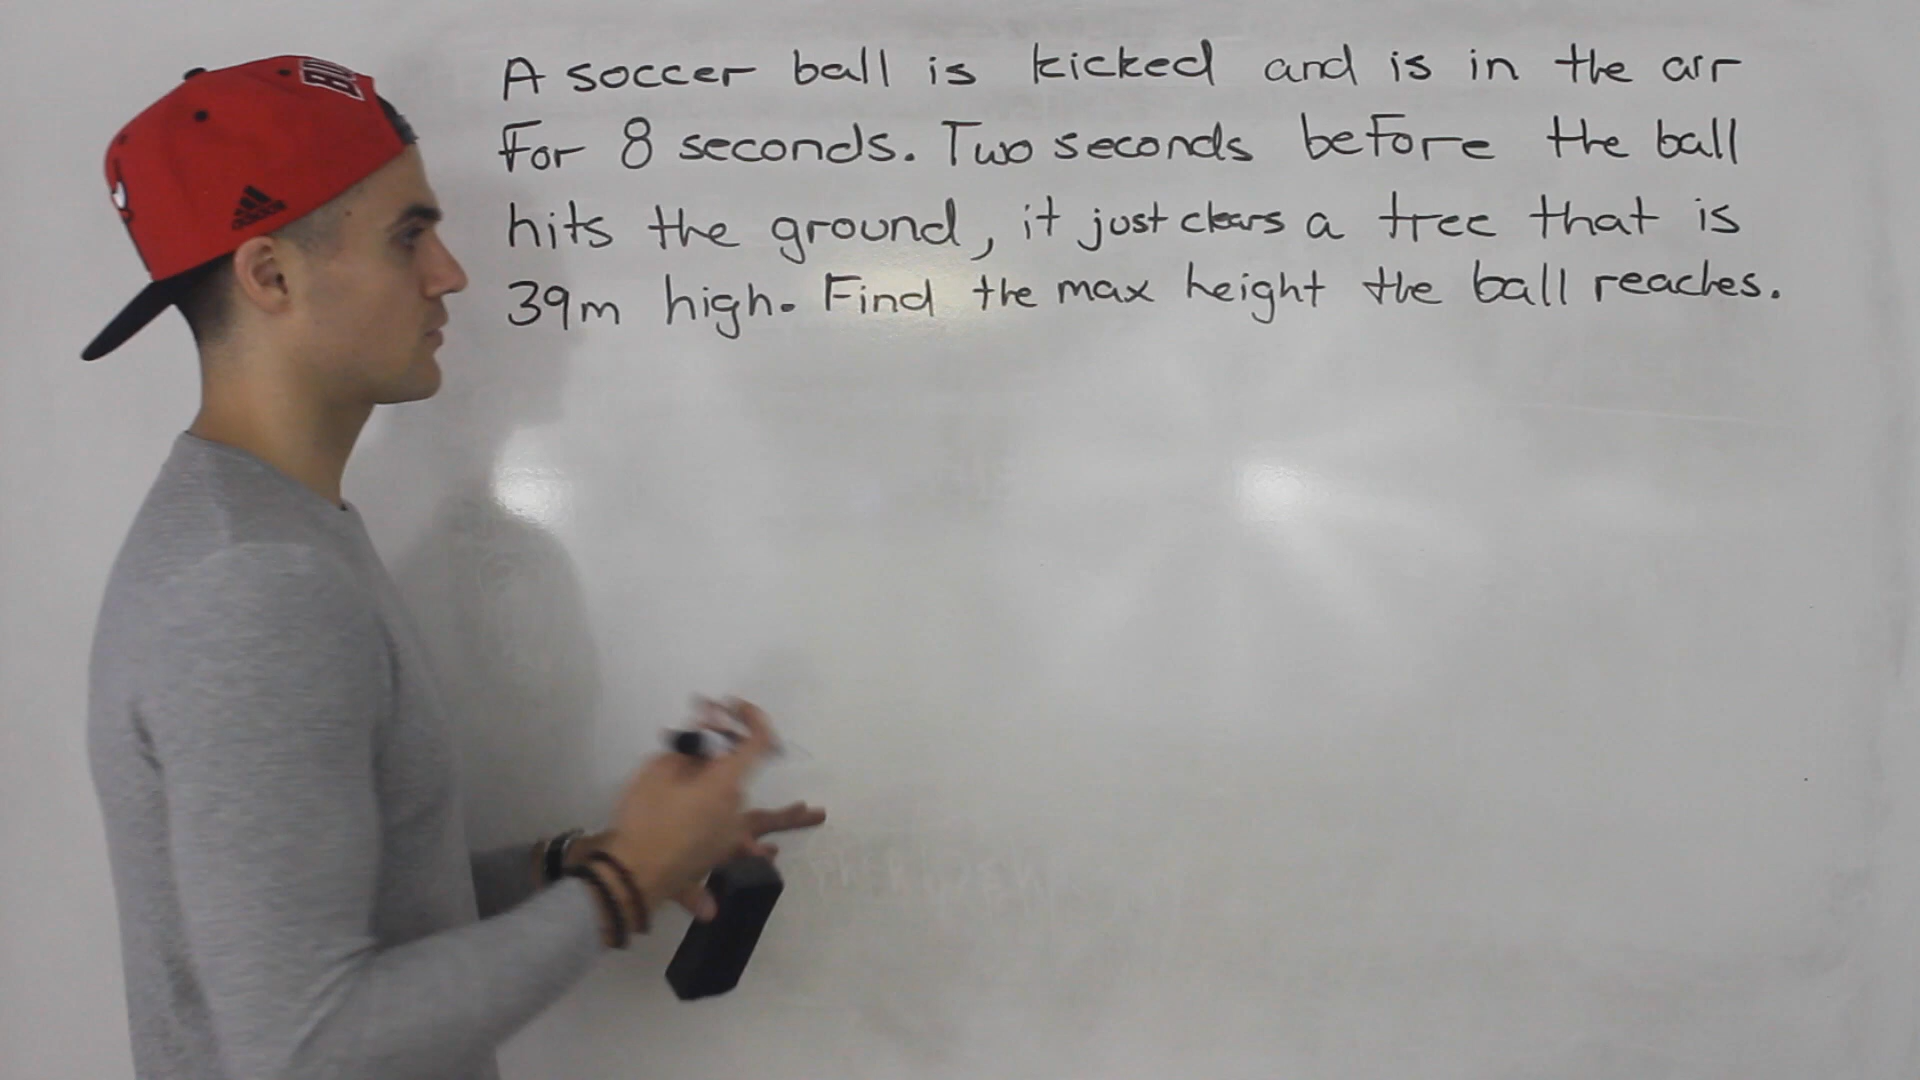 A soccer ball is kicked and is in the air
For 8 seconds. Two seconds before the ball
hits the ground, it just clears a tree that is
39m high. Find the max height the ball reaches.